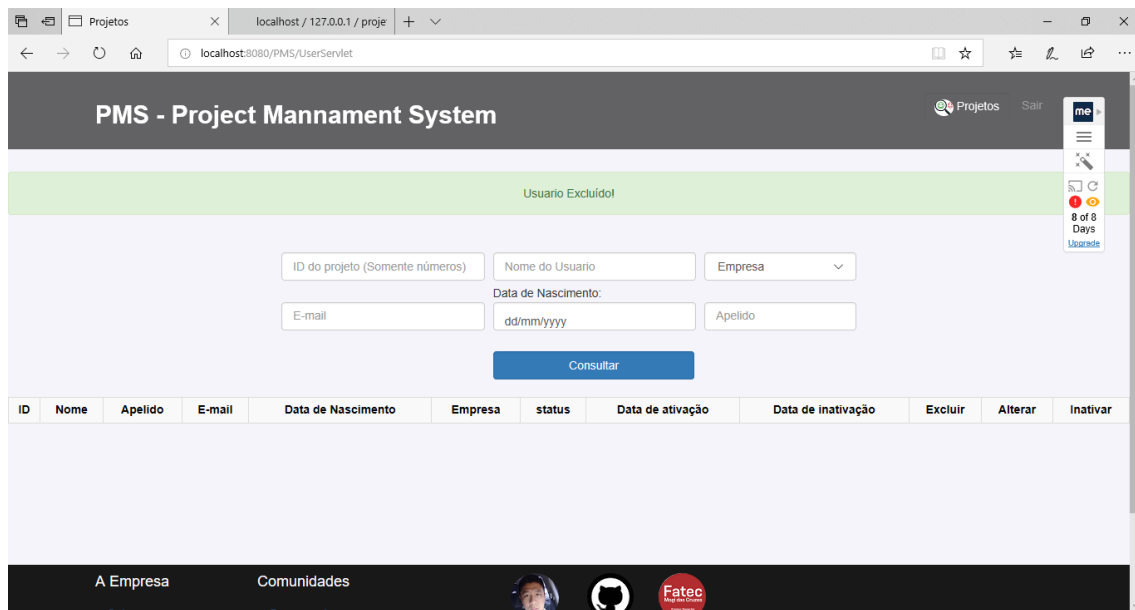 Projetos
localhost / 127.0.0.1 / proje
localhost:8080/PMS/UserServlet
PMS - Project Mannament System
Projetos
Sair
me
Usuario Excluído!
8 of 8
Days
Upgrade
ID do projeto (Somente números)
Nome do Usuario
Empresa
Data de Nascimento:
E-mail
dd/mm/yyyy
Apelido
Consultar
ID Nome Apelido E-mail Data de Nascimento Empresa status Data de ativação Data de inativação Excluir Alterar Inativar
A Empresa
Comunidades
Fatec
Mogi das Cruzes